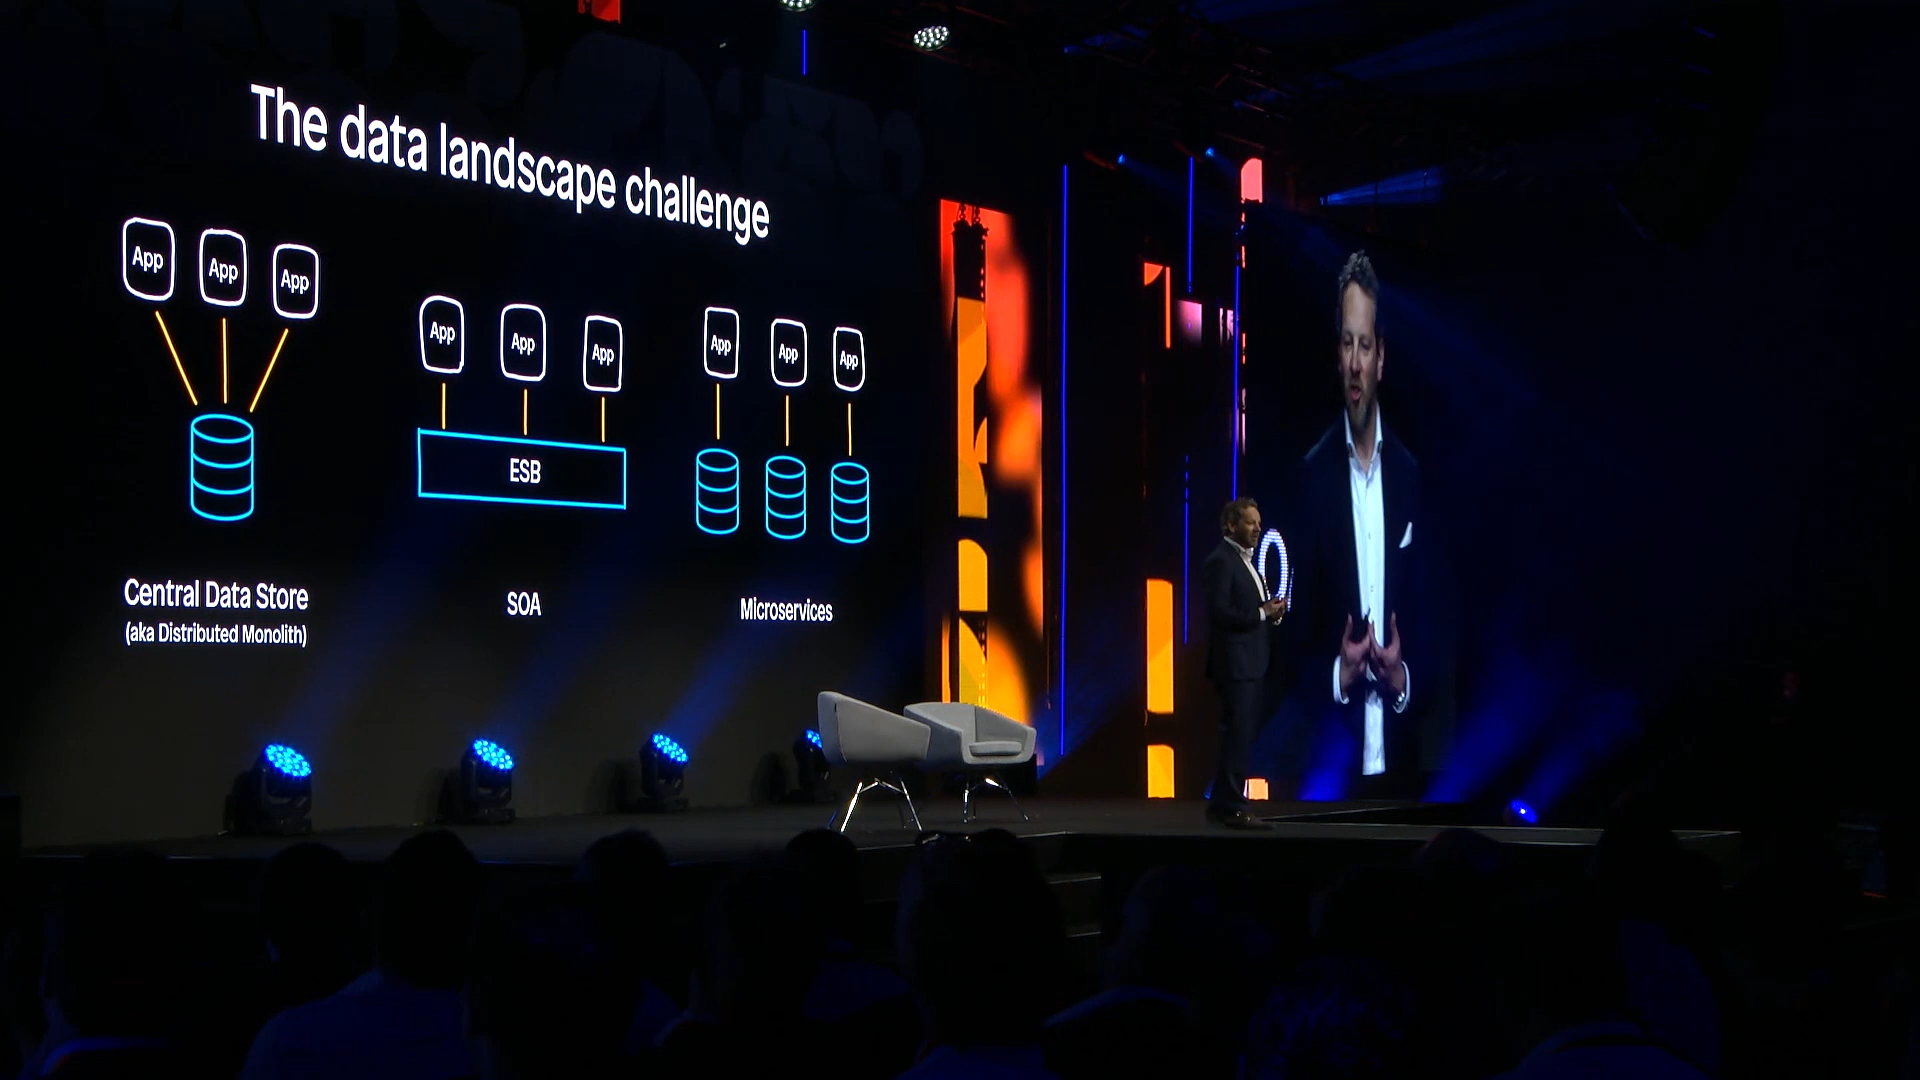 The data landscape challenge
App
App
App
App
App
App
App
App
App
ESB
Central Data Store
(aka Distributed Monolith)
SOA
Microservices